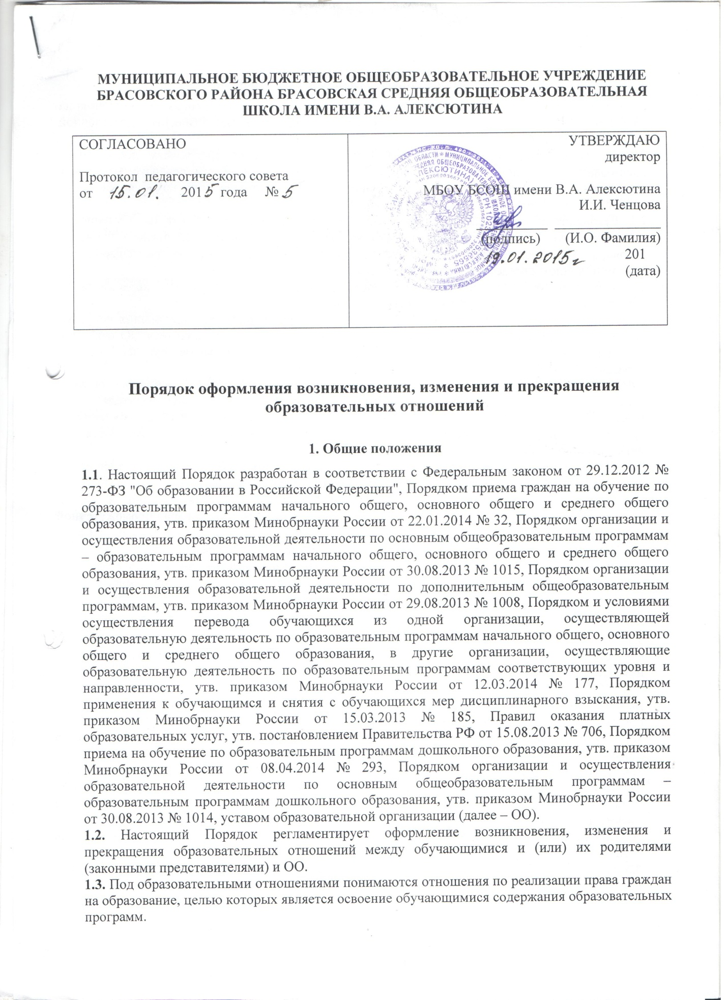 МУНИЦИПАЛЬНОЕ БЮДЖЕТНОЕ ОБЩЕОБРАЗОВАТЕЛЬНОЕ УЧРЕЖДЕНИЕ
БРАСОВСКОГО РАЙОНА БРАСОВСКАЯ СРЕДНЯЯ ОБЩЕОБРАЗОВАТЕЛЬНАЯ
ШКОЛА ИМЕНИ В.А. АЛЕКСЮТИНА
СОГЛАСОВАНО
Протокол педагогического совета
от 15.01. 2015 года № 5
УТВЕРЖДАЮ
директор
МБОУ БСОШ имени В.А. Алексютина
И.И. Ченцова
(подпись) (И.О. Фамилия)
19.01.2015г 201
(дата)
Порядок оформления возникновения, изменения и прекращения
образовательных отношений
1. Общие положения
1.1. Настоящий Порядок разработан в соответствии с Федеральным законом от 29.12.2012 №
273-ФЗ "Об образовании в Российской Федерации", Порядком приема граждан на обучение по
образовательным программам начального общего, основного общего и среднего общего
образования, утв. приказом Минобрнауки России от 22.01.2014 № 32, Порядком организации и
осуществления образовательной деятельности по основным общеобразовательным программам
– образовательным программам начального общего, основного общего и среднего общего
образования, утв. приказом Минобрнауки России от 30.08.2013 № 1015, Порядком организации
и осуществления образовательной деятельности по дополнительным общеобразовательным
программам, утв. приказом Минобрнауки России от 29.08.2013 № 1008, Порядком и условиями
осуществления перевода обучающихся из одной организации, осуществляющей
образовательную деятельность по образовательным программам начального общего, основного
общего и среднего общего образования, в другие организации, осуществляющие
образовательную деятельность по образовательным программам соответствующих уровня и
направленности, утв. приказом Минобрнауки России от 12.03.2014 № 177, Порядком
применения к обучающимся и снятия с обучающихся мер дисциплинарного взыскания, утв.
приказом Минобрнауки России от 15.03.2013 № 185, Правил оказания платных
образовательных услуг, утв. постановлением Правительства РФ от 15.08.2013 № 706, Порядком
приема на обучение по образовательным программам дошкольного образования, утв. приказом
Минобрнауки России от 08.04.2014 № 293, Порядком организации и осуществления
образовательной деятельности по основным общеобразовательным программам –
образовательным программам дошкольного образования, утв. приказом Минобрнауки России
от 30.08.2013 № 1014, уставом образовательной организации (далее – ОО).
1.2. Настоящий Порядок регламентирует оформление возникновения, изменения и
прекращения образовательных отношений между обучающимися и (или) их родителями
(законными представителями) и ОО.
1.3. Под образовательными отношениями понимаются отношения по реализации права граждан
на образование, целью которых является освоение обучающимися содержания образовательных
программ.